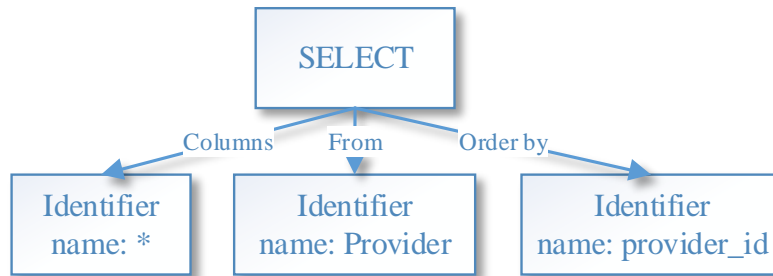 SELECT
Columns
From
Order by
Identifier
name: *
Identifier
name: Provider
Identifier
name: provider_id